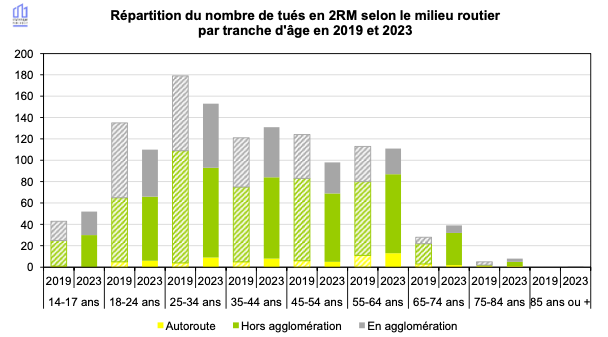 Répartition du nombre de tués en 2RM selon le milieu routier
par tranche d'âge en 2019 et 2023
200
180
160
140
120
100
80
60
40
20
0
2019 2023 2019 2023 2019 2023 2019 2023 2019 2023 2019 2023 2019 2023 2019 2023 2019 2023
14-17 ans 18-24 ans 25-34 ans 35-44 ans 45-54 ans 55-64 ans 65-74 ans 75-84 ans 85 ans ou +
Autoroute Hors agglomération En agglomération